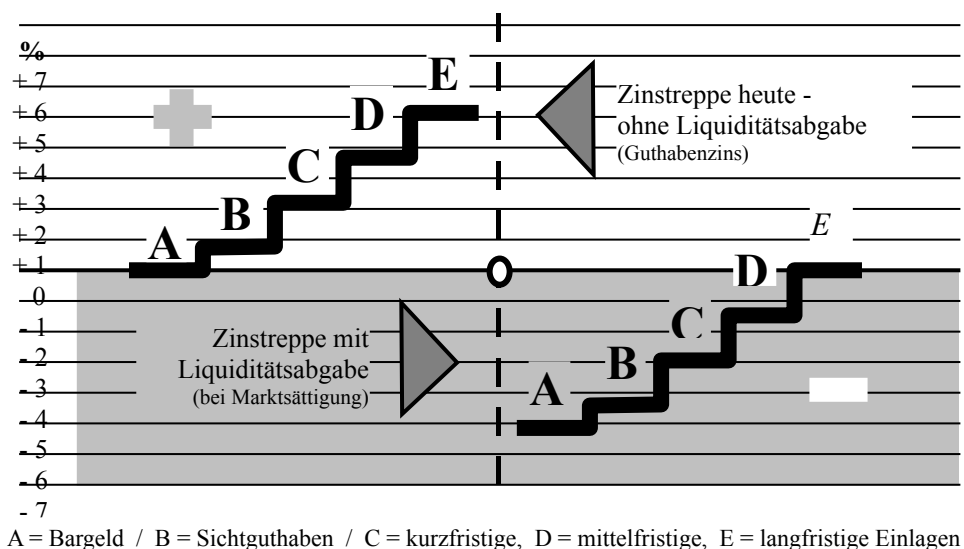 %
+ 7
+ 6
+ 5
+ 4
+ 3
+ 2
+ 1
0
- 1
- 2
- 3
- 4
- 5
- 6
- 7
A
B
C
D
E
Zinstreppe heute -
ohne Liquiditätsabgabe
(Guthabenzins)
Zinstreppe mit
Liquiditätsabgabe
(bei Marktsättigung)
A
B
C
D
E
A = Bargeld / B = Sichtguthaben / C = kurzfristige, D = mittelfristige, E = langfristige Einlagen